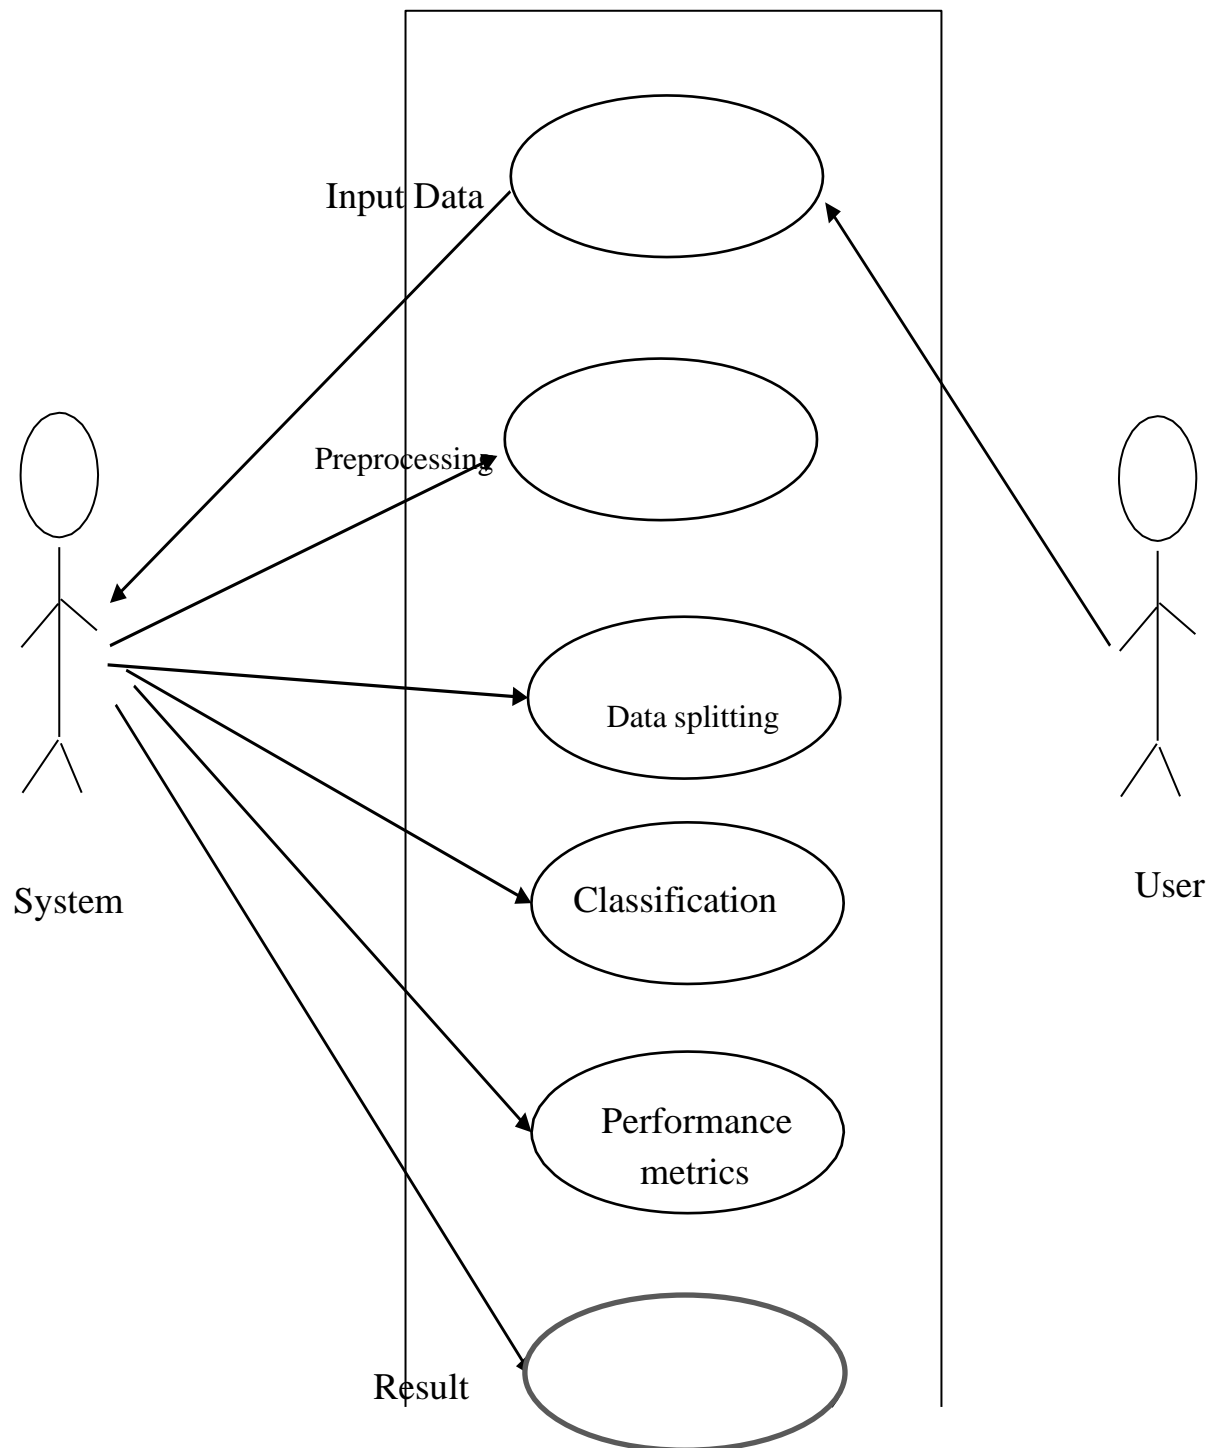 Input Data
Preprocessing
Data splitting
Classification
System
User
Performance
metrics
Result